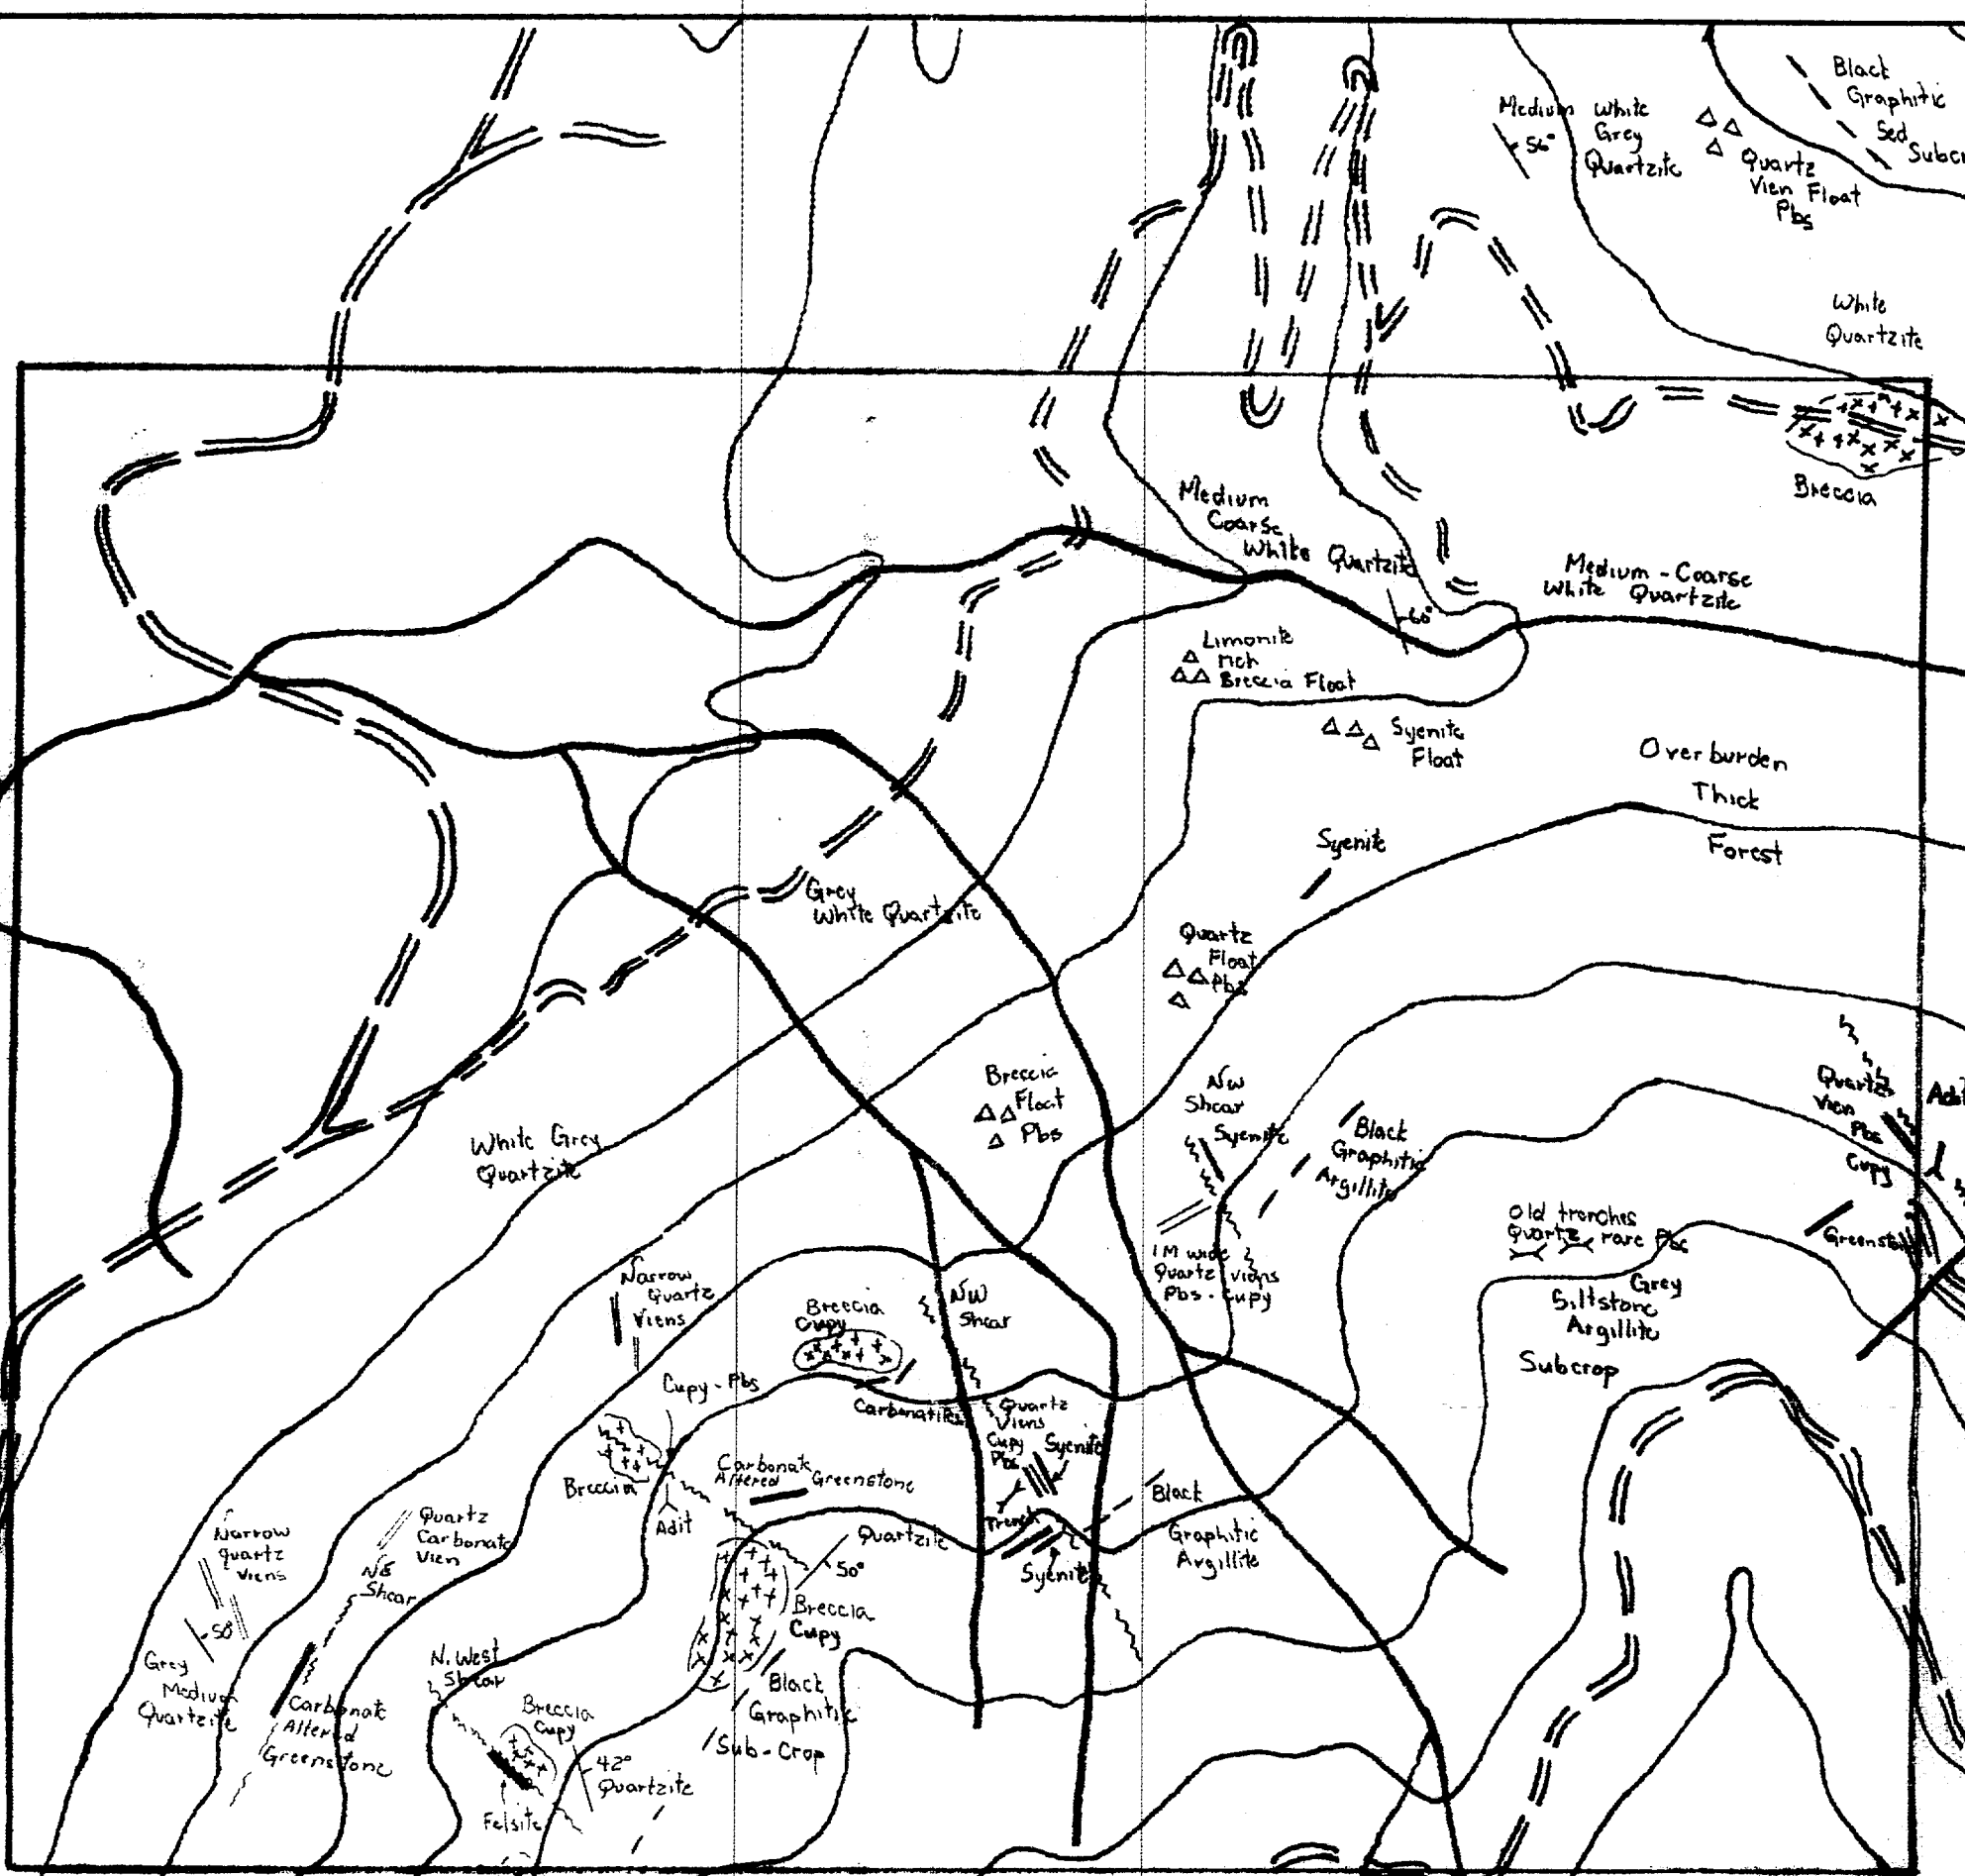 Black
Graphitic
Sed
Medium White
Grey
Quartzite
56°
Quartz
Vien Float
Pbs
White
Quartzite
Breccia
Medium
Coarse
White Quartzite
Medium - Coarse
White Quartzite
60°
Limonite
rich
Breccia Float
Syenite
Float
Overburden
Thick
Forest
Syenite
Grey
White Quartzite
Quartz
Float
Pbs
Breccia
Float
Pbs
NW
Shear
Syenite
Black
Graphitic
Argillite
Quartz
Vien
Pbs
Cupy
White Grey
Quartzite
Old trenches
Quartz rare Pbs
Greenstone
1M wide
Quartz viens
Pbs - Cupy
Grey
Siltstone
Argillite
Subcrop
Narrow
Quartz
Viens
Breccia
Cupy
NW
Shear
Cupy - Pbs
Carbonatites
Quartz
Viens
Cupy
Pbs
Syenite
Breccia
Carbonate
Altered Greenstone
Adit
Trench
Black
Graphitic
Argillite
Quartzite
50°
Syenite
Narrow
quartz
viens
Quartz
Carbonate
Vien
NE
Shear
50
Breccia
Cupy
Grey
Medium
Quartzite
Carbonate
Altered
Greenstone
N. West
Shear
Breccia
Cupy
Black
Graphitic
Sub-Crop
42°
Quartzite
Felsite